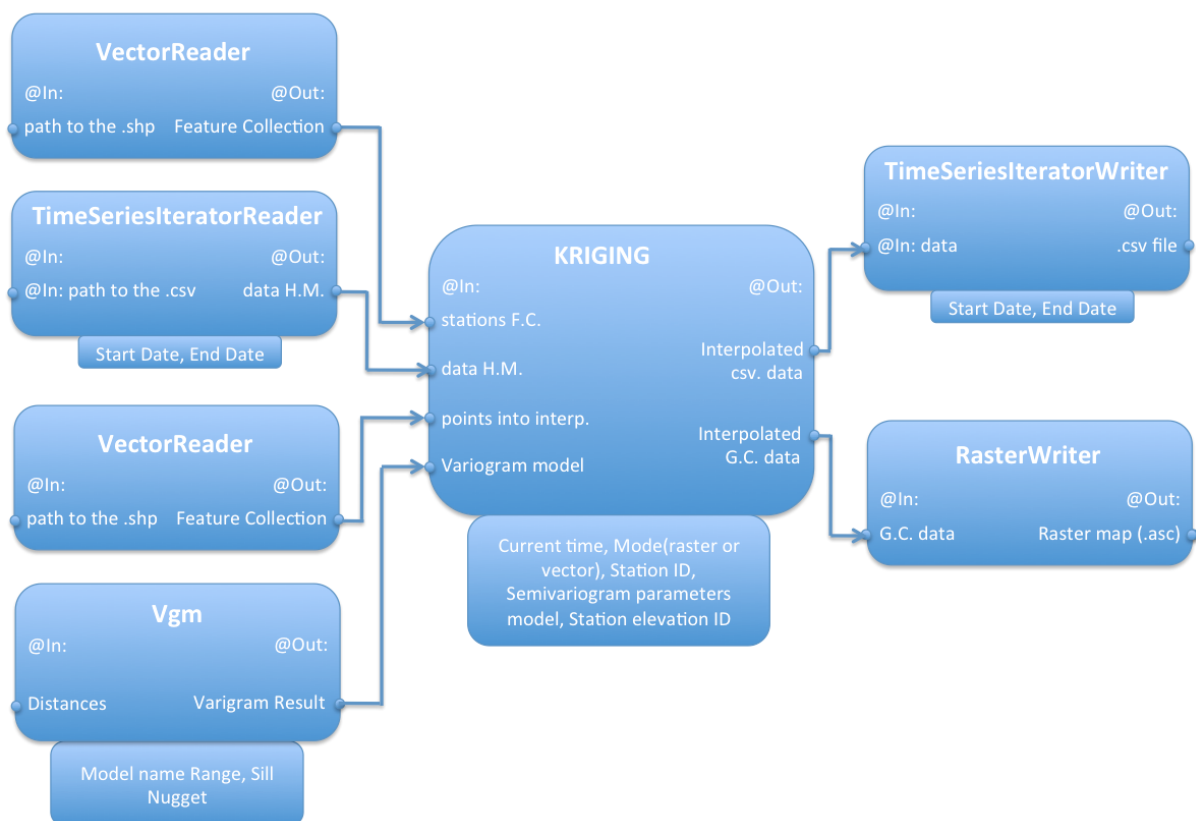 VectorReader
@In: @Out:
path to the .shp Feature Collection
TimeSeriesIteratorReader
@In: @Out:
@In: path to the .csv data H.M.
Start Date, End Date
VectorReader
@In: @Out:
path to the .shp Feature Collection
Vgm
@In: @Out:
Distances Varigram Result
Model name Range, Sill
Nugget
KRIGING
@In: @Out:
stations F.C.
data H.M.
points into interp.
Variogram model
Interpolated
csv. data
Interpolated
G.C. data
Current time, Mode(raster or
vector), Station ID,
Semivariogram parameters
model, Station elevation ID
TimeSeriesIteratorWriter
@In: @Out:
@In: data .csv file
Start Date, End Date
RasterWriter
@In: @Out:
G.C. data Raster map (.asc)